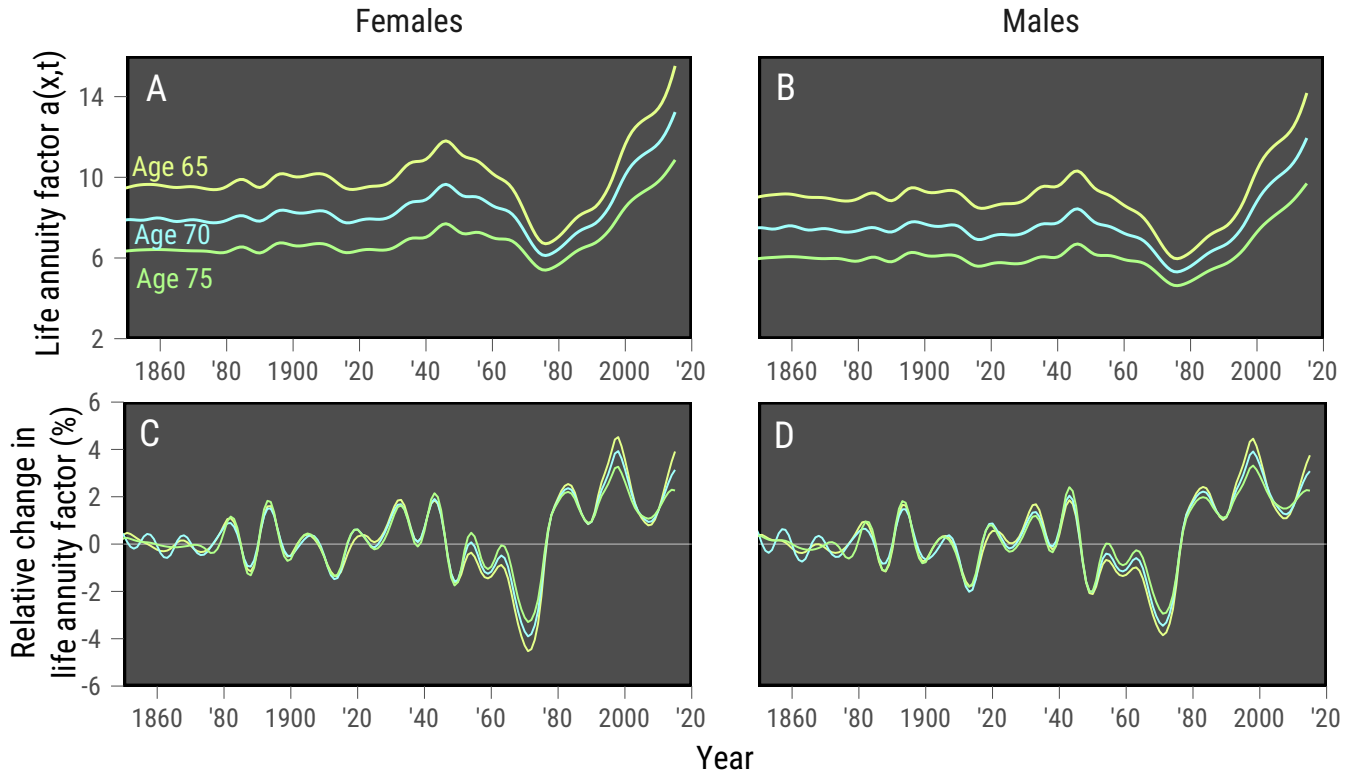 Females
Males
Life annuity factor a(x,t)
14
10
6
2
A
Age 65
Age 70
Age 75
B
1860 '80 1900 '20 '40 '60 '80 2000 '20
1860 '80 1900 '20 '40 '60 '80 2000 '20
Relative change in
life annuity factor (%)
6
4
2
0
-2
-4
-6
C
D
1860 '80 1900 '20 '40 '60 '80 2000 '20
1860 '80 1900 '20 '40 '60 '80 2000 '20
Year